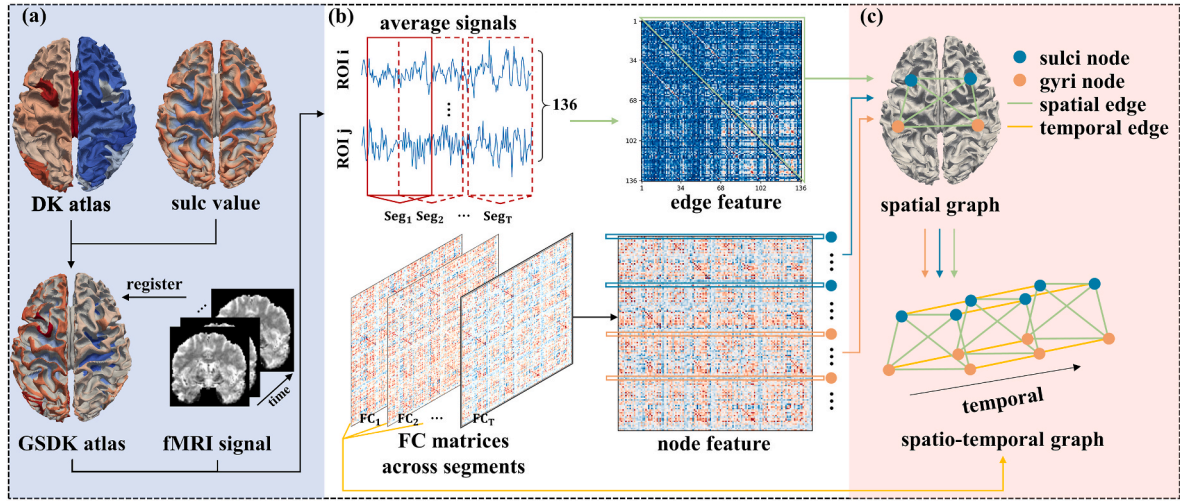 (a)
DK atlas
sulc value
register
...
time
GSDK atlas
fMRI signal
(b)
average signals
ROI i
ROI j
136
Seg₁ Seg₂ ... Seg_T
1
34
68
102
136
1 34 68 102 136
edge feature
FC₁ FC₂ ... FC_T
FC matrices
across segments
node feature
(c)
sulci node
gyri node
spatial edge
temporal edge
spatial graph
temporal
spatio-temporal graph